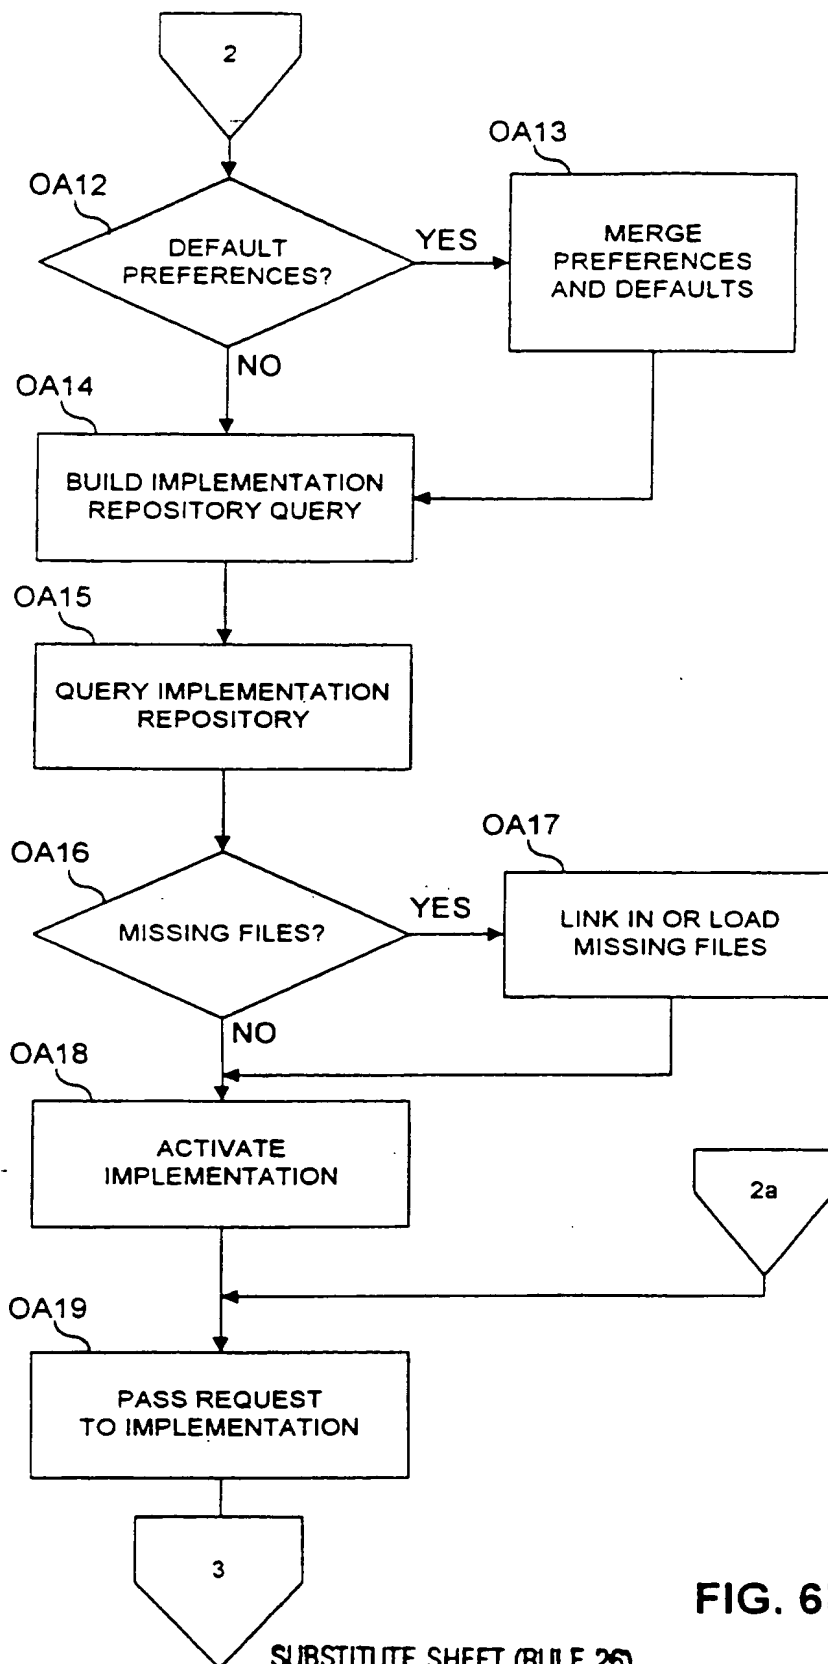 2
OA13
OA12
DEFAULT
PREFERENCES?
YES
MERGE
PREFERENCES
AND DEFAULTS
NO
OA14
BUILD IMPLEMENTATION
REPOSITORY QUERY
OA15
QUERY IMPLEMENTATION
REPOSITORY
OA17
OA16
MISSING FILES?
YES
LINK IN OR LOAD
MISSING FILES
NO
OA18
ACTIVATE
IMPLEMENTATION
2a
OA19
PASS REQUEST
TO IMPLEMENTATION
3
FIG. 6
SUBSTITUTE SHEET (RULE 26)